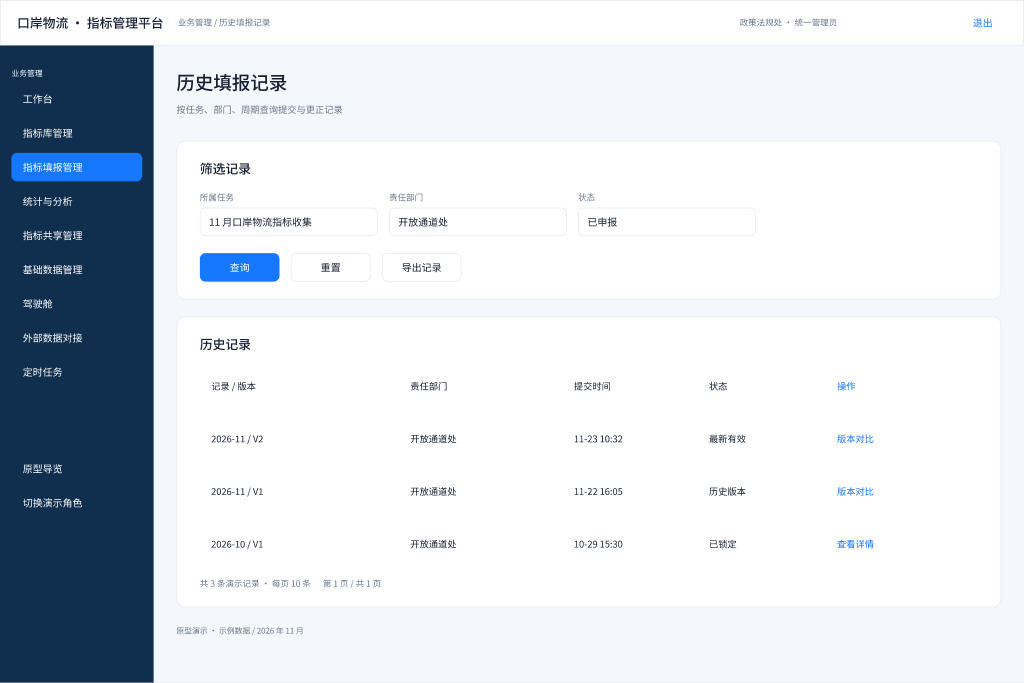 口岸物流 · 指标管理平台 业务管理 / 历史填报记录 政策法规处 · 统一管理员 退出
业务管理
工作台
指标库管理
指标填报管理
统计与分析
指标共享管理
基础数据管理
驾驶舱
外部数据对接
定时任务
原型导览
切换演示角色
历史填报记录
按任务、部门、周期查询提交与更正记录
筛选记录
所属任务 责任部门 状态
11 月口岸物流指标收集 开放通道处 已申报
查询 重置 导出记录
历史记录
记录 / 版本 责任部门 提交时间 状态 操作
2026-11 / V2 开放通道处 11-23 10:32 最新有效 版本对比
2026-11 / V1 开放通道处 11-22 16:05 历史版本 版本对比
2026-10 / V1 开放通道处 10-29 15:30 已锁定 查看详情
共 3 条演示记录 · 每页 10 条 第 1 页 / 共 1 页
原型演示 · 示例数据 / 2026 年 11 月